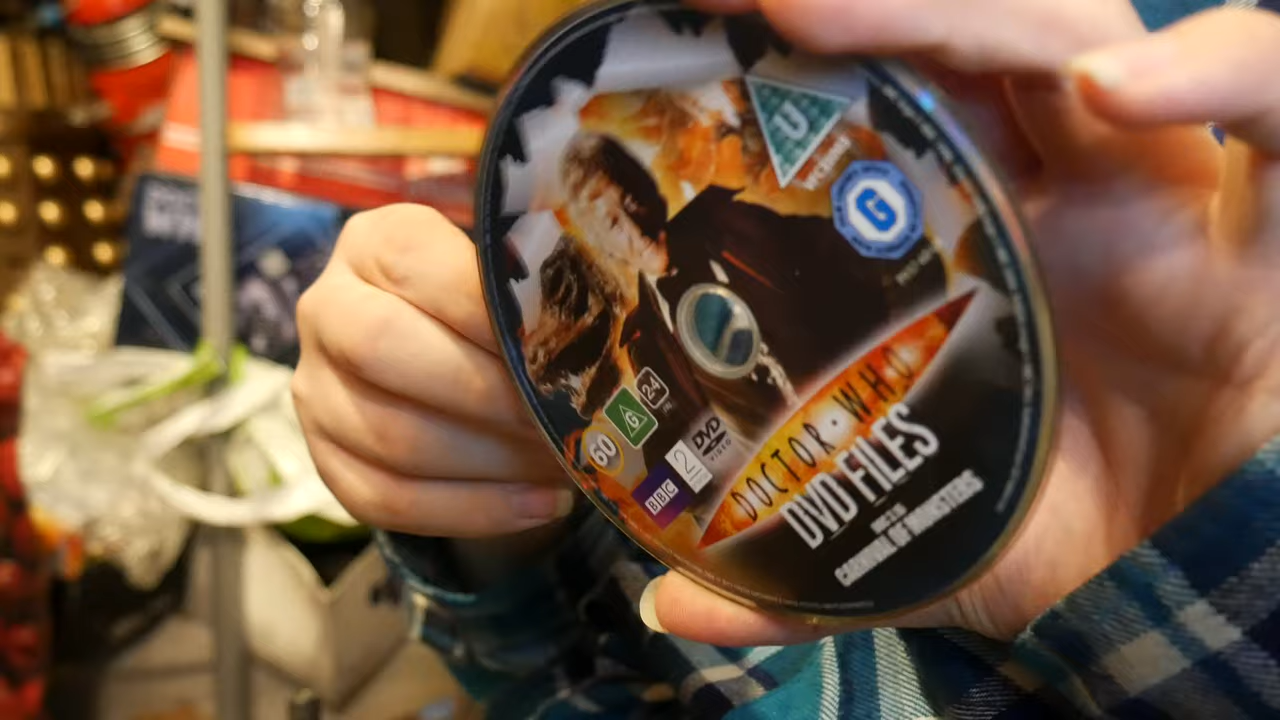 U
G
DOCTOR·WHO
DVD FILES
CARNIVAL OF MONSTERS
24
G
60
DVD
VIDEO
BBC
2